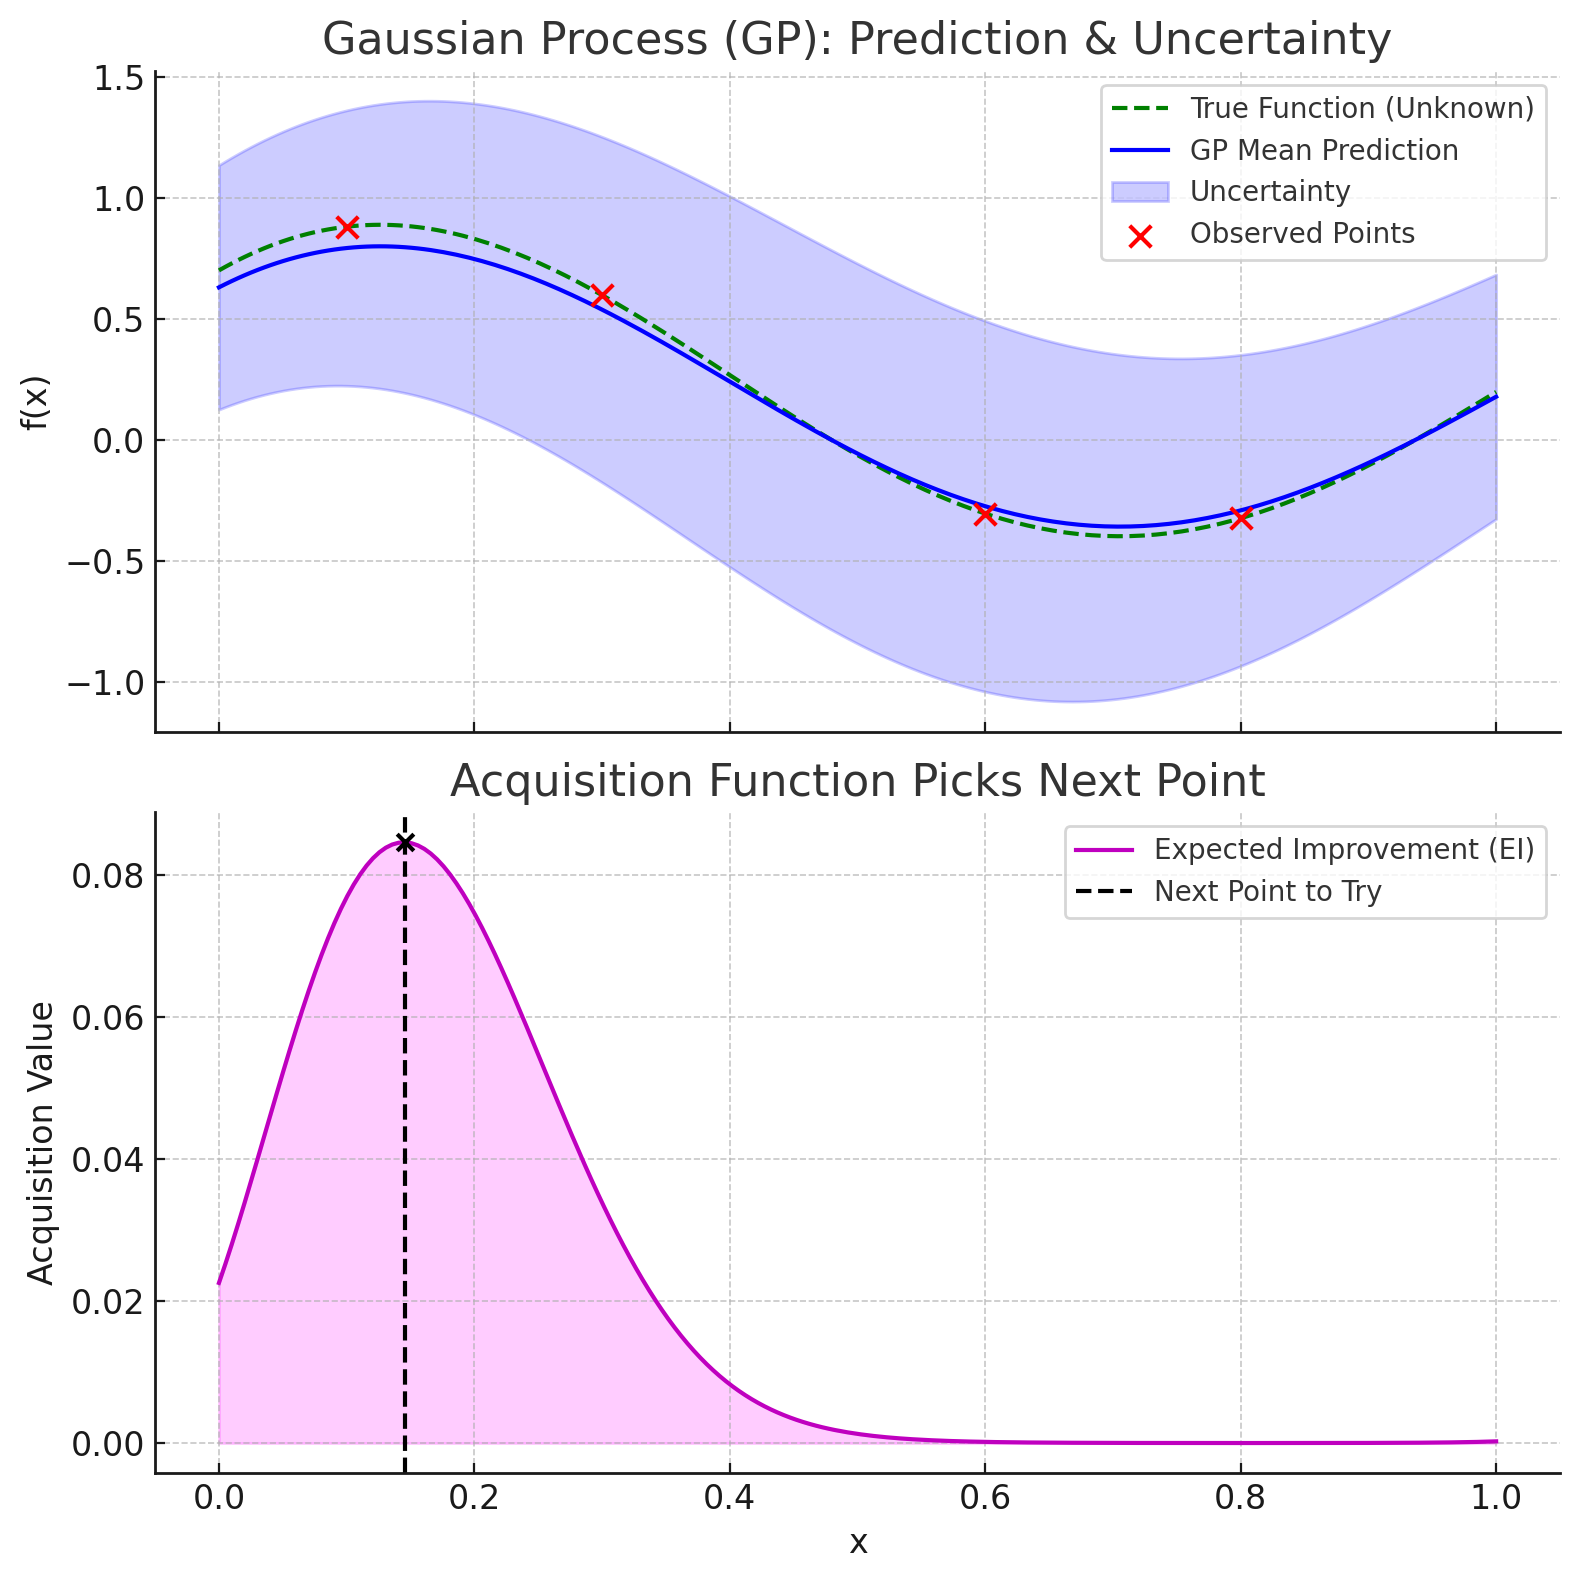 Gaussian Process (GP): Prediction & Uncertainty
1.5
1.0
0.5
0.0
−0.5
−1.0
f(x)
True Function (Unknown)
GP Mean Prediction
Uncertainty
Observed Points
Acquisition Function Picks Next Point
0.08
0.06
0.04
0.02
0.00
Acquisition Value
Expected Improvement (EI)
Next Point to Try
0.0 0.2 0.4 0.6 0.8 1.0
x